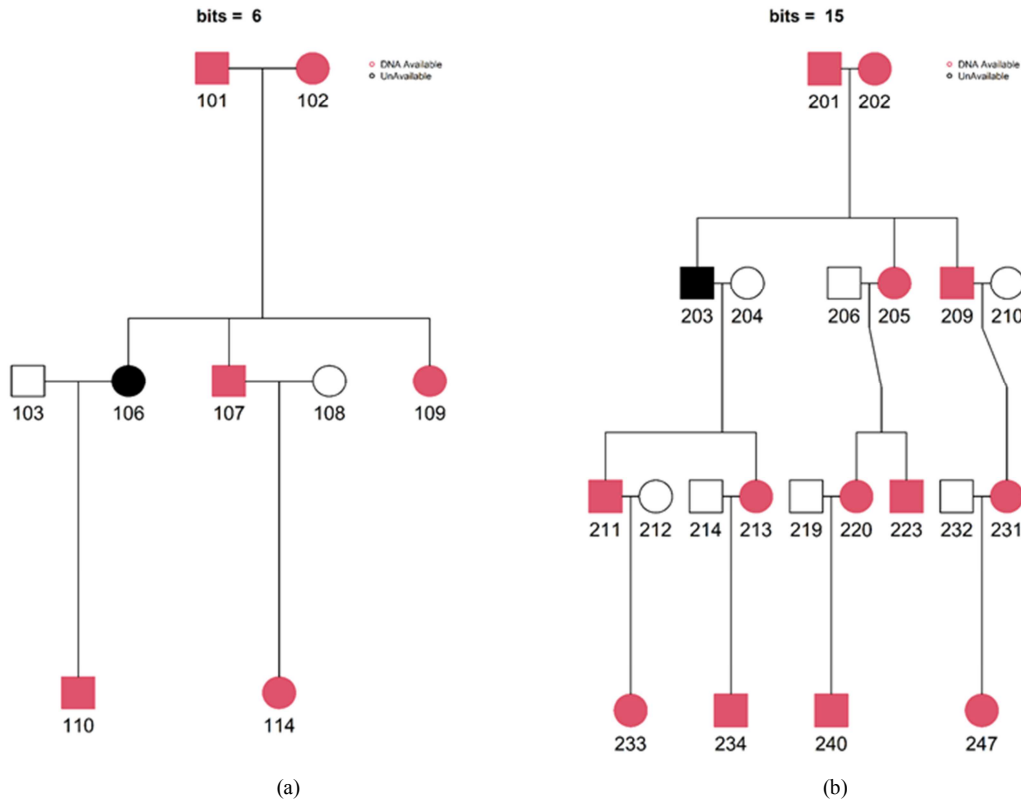 bits = 6
DNA Available
UnAvailable
101 102
103 106 107 108 109
110 114
(a)
bits = 15
DNA Available
UnAvailable
201 202
203 204 206 205 209 210
211 212 214 213 219 220 223 232 231
233 234 240 247
(b)